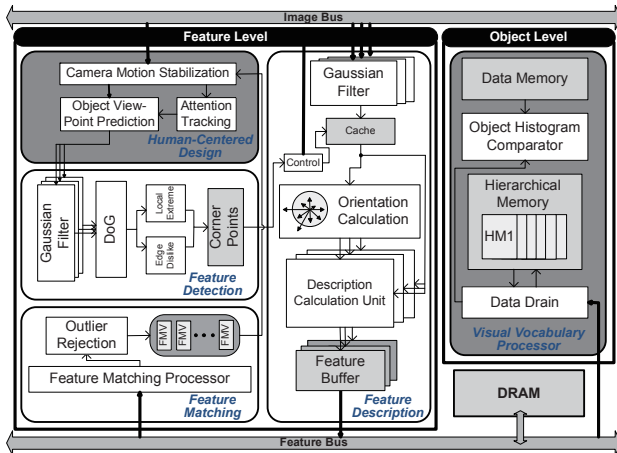 Image Bus
Feature Level
Object Level
Camera Motion Stabilization
Object View-
Point Prediction
Attention
Tracking
Human-Centered
Design
Gaussian
Filter
DoG
Local
Extreme
Edge
Dislike
Corner
Points
Feature
Detection
Outlier
Rejection
FMV
FMV
FMV
Feature Matching Processor
Feature
Matching
Gaussian
Filter
Cache
Control
Orientation
Calculation
Description
Calculation Unit
Feature
Buffer
Feature
Description
Data Memory
Object Histogram
Comparator
Hierarchical
Memory
HM1
Data Drain
Visual Vocabulary
Processor
DRAM
Feature Bus